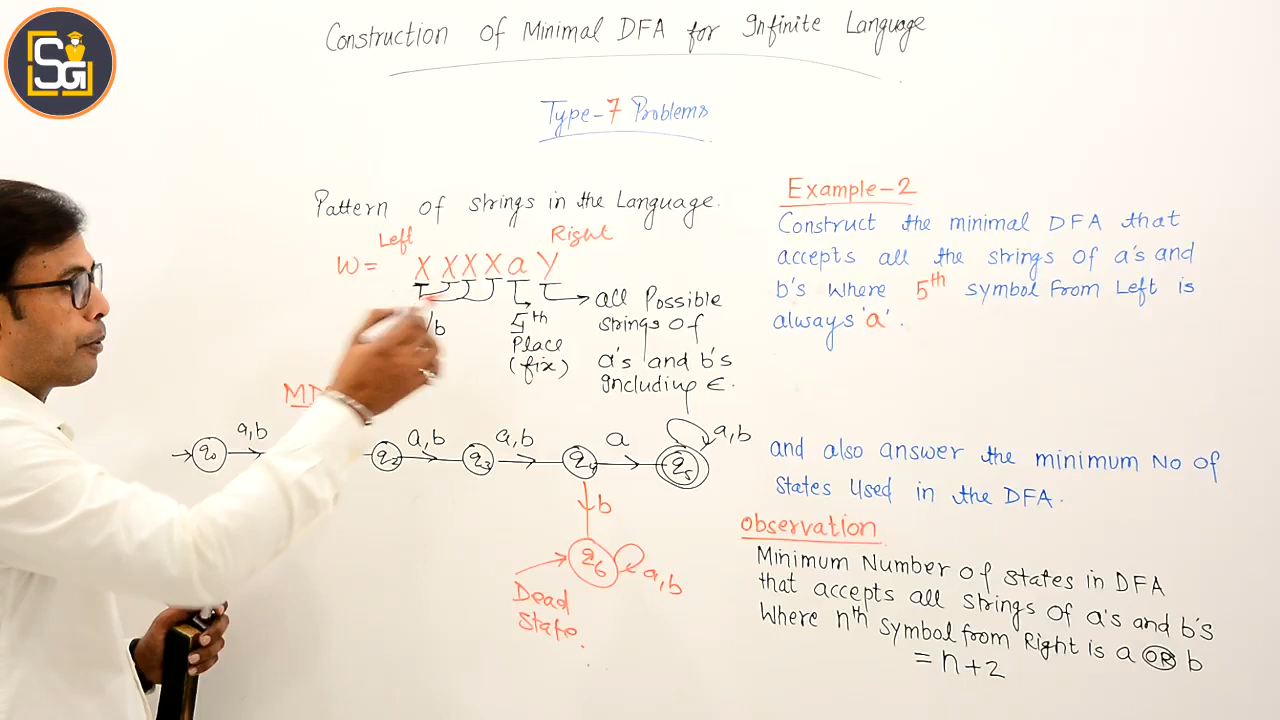 SG
Construction of Minimal DFA for Infinite Language
Type-7 Problems
Pattern of strings in the Language.
Left
Right
W = X X X X a Y
/b
5th
Place
(fix)
all Possible
strings of
a's and b's
including ϵ.
MD
q0
a,b
q2
a,b
q3
a,b
q4
a
q5
a,b
b
q6
a,b
Dead
State.
Example-2
Construct the minimal DFA that
accepts all the strings of a's and
b's where 5th symbol from Left is
always 'a'.
and also answer the minimum No of
states Used in the DFA.
observation
Minimum Number of states in DFA
that accepts all strings of a's and b's
Where nth symbol from Right is a OR b
= n+2